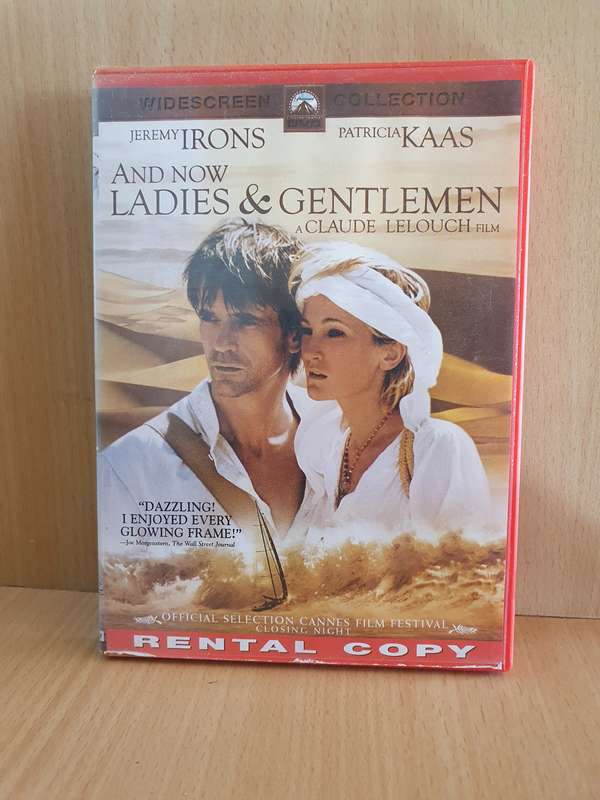 WIDESCREEN COLLECTION
JEREMY IRONS PATRICIA KAAS
AND NOW
LADIES & GENTLEMEN
A CLAUDE LELOUCH FILM
“DAZZLING!
I ENJOYED EVERY
GLOWING FRAME!”
—Joe Morgenstern, The Wall Street Journal
OFFICIAL SELECTION CANNES FILM FESTIVAL
CLOSING NIGHT
RENTAL COPY